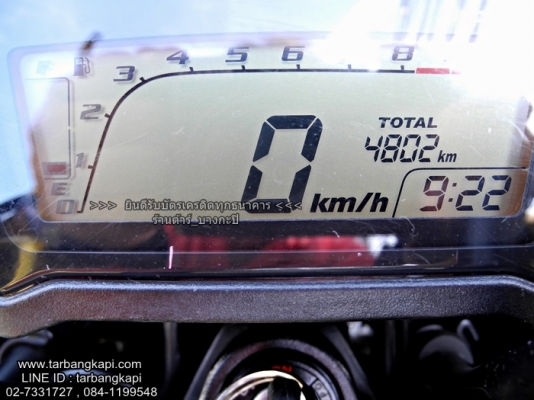 F
3 4 5 6 8
2
1
E
0
0 km/h
TOTAL
4802 km
9:22
>>> ยินดีรับบัตรเครดิตทุกธนาคาร <<<
ร้านต้าร์_บางกะปิ
www.tarbangkapi.com
LINE ID : tarbangkapi
02-7331727 , 084-1199548